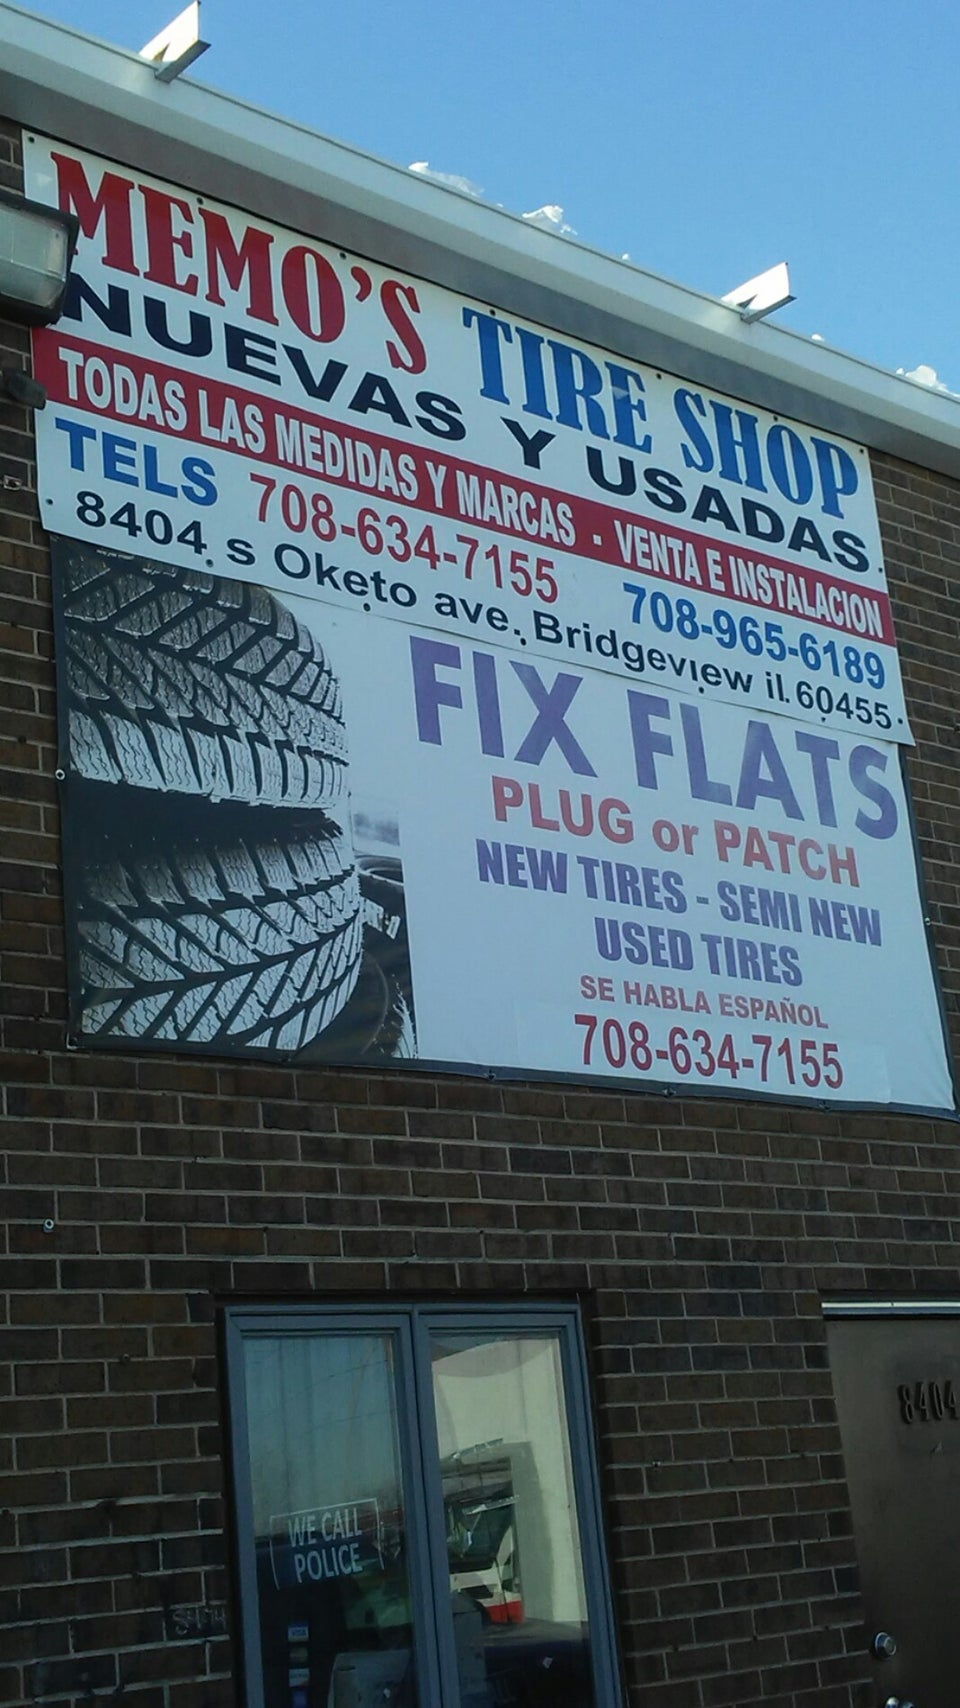 MEMO'S TIRE SHOP
NUEVAS Y USADAS
TODAS LAS MEDIDAS Y MARCAS · VENTA E INSTALACION
TELS 708-634-7155 708-965-6189
8404 s Oketo ave. Bridgeview il. 60455
FIX FLATS
PLUG or PATCH
NEW TIRES - SEMI NEW
USED TIRES
SE HABLA ESPAÑOL
708-634-7155
8404
WE CALL
POLICE
VISA